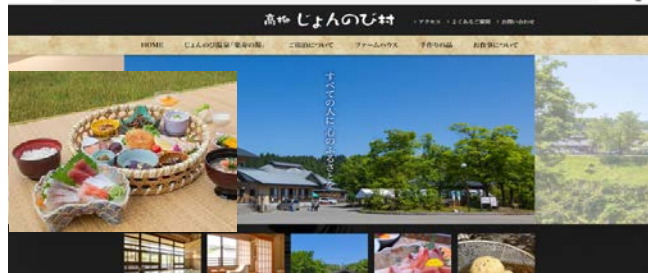 高柳 じょんのび村
アクセス よくあるご質問 お問い合わせ
HOME じょんのび温泉「楽寿の湯」 ご宿泊について ファームハウス 手作りの品 お食事について
すべての人に心のふるさとを